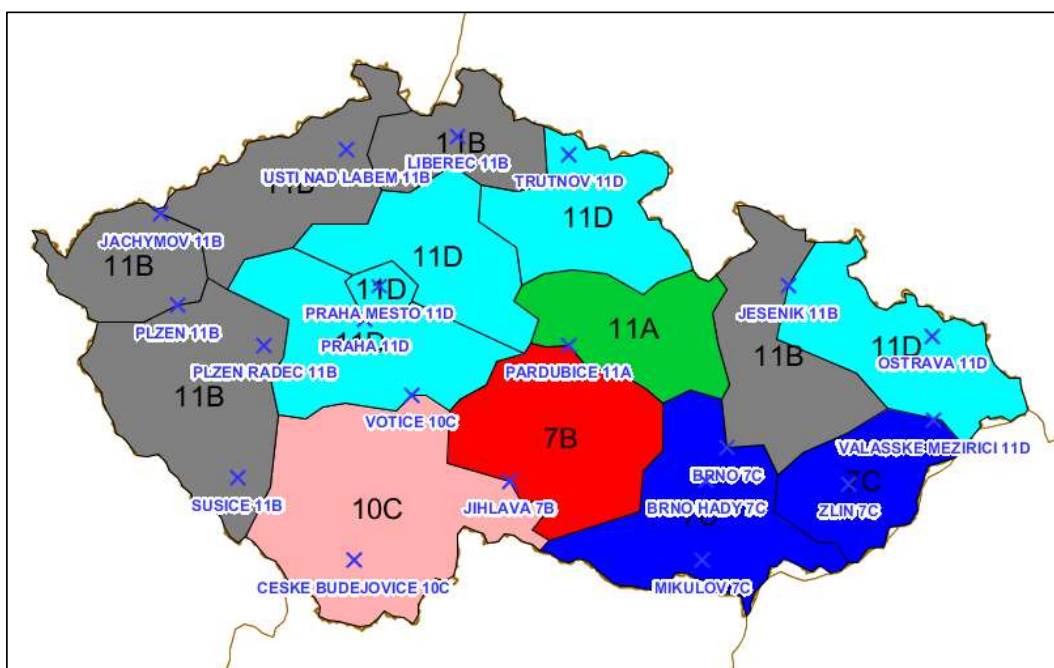 11B
LIBEREC 11B
USTI NAD LABEM 11B
11B
TRUTNOV 11D
JACHYMOV 11B
11B
11D
11D
11D
PRAHA MESTO 11D
PLZEN 11B
JESENIK 11B
11A
11D
PRAHA 11D
11D
OSTRAVA 11D
PLZEN RADEC 11B
PARDUBICE 11A
11B
11B
VOTICE 10C
7B
VALASSKE MEZIRICI 11D
BRNO 7C
7C
SUSICE 11B
10C
JIHLAVA 7B
BRNO HADY 7C
ZLIN 7C
7C
CESKE BUDEJOVICE 10C
MIKULOV 7C